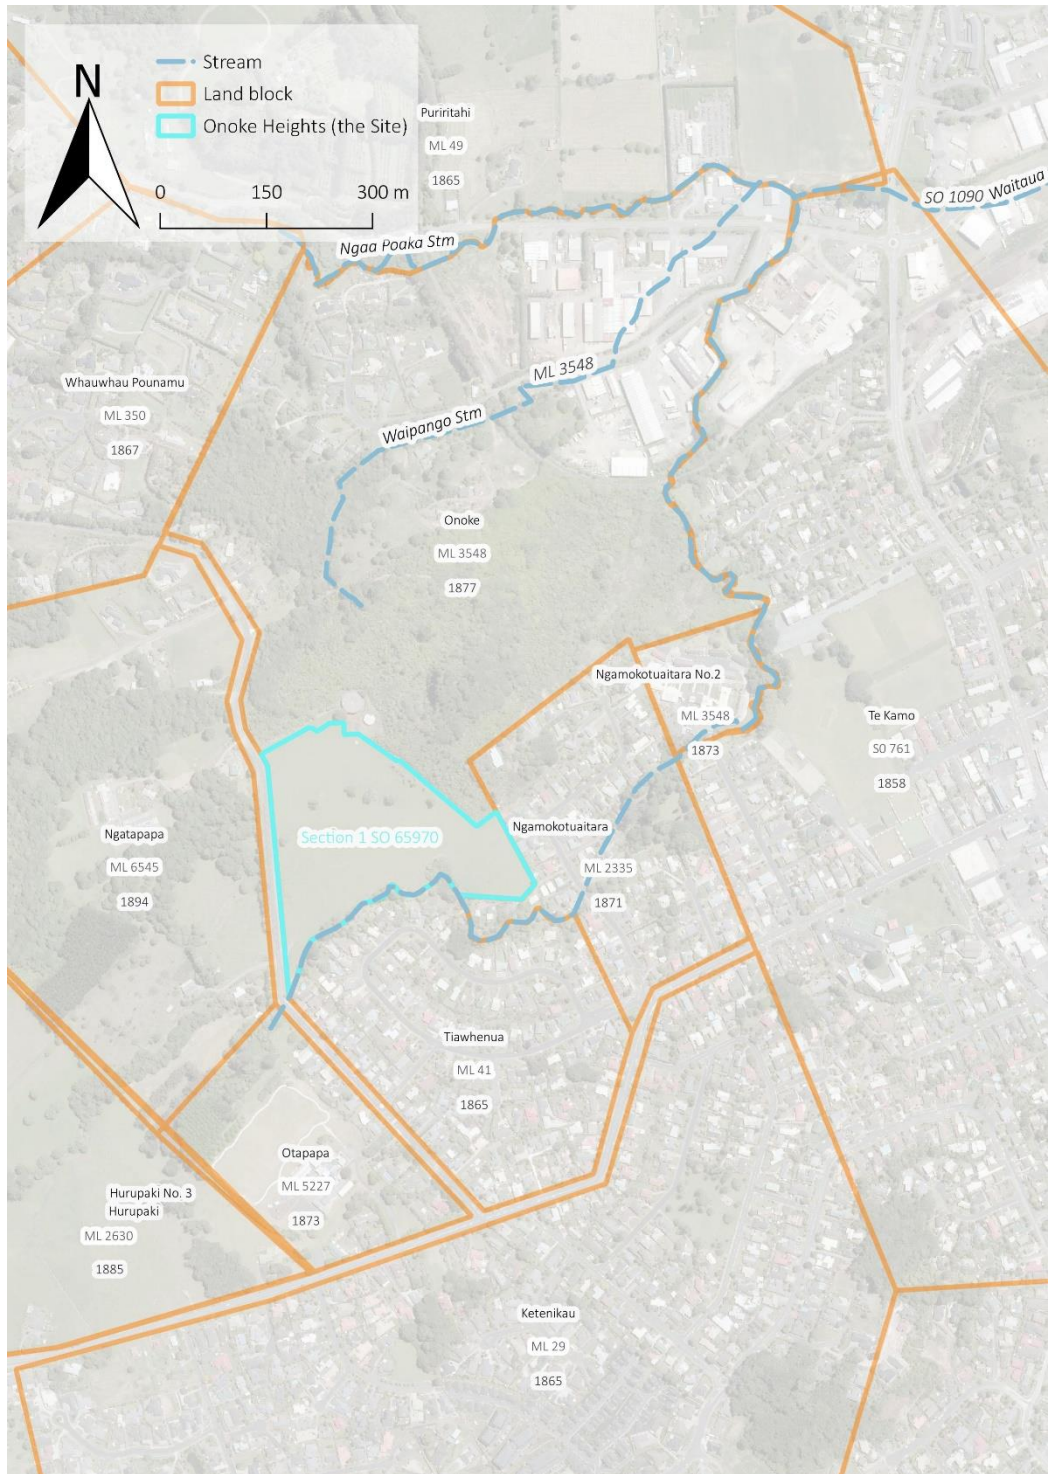 N
Stream
Land block
Onoke Heights (the Site)
0 150 300 m
Puriritahi
ML 49
1865
SO 1090 Waitaua
Ngaa Poaka Stm
ML 3548
Waipango Stm
Whauwhau Pounamu
ML 350
1867
Onoke
ML 3548
1877
Ngamokotuaitara No.2
ML 3548
1873
Te Kamo
S0 761
1858
Section 1 SO 65970
Ngamokotuaitara
ML 2335
1871
Ngatapapa
ML 6545
1894
Tiawhenua
ML 41
1865
Otapapa
ML 5227
1873
Hurupaki No. 3
Hurupaki
ML 2630
1885
Ketenikau
ML 29
1865